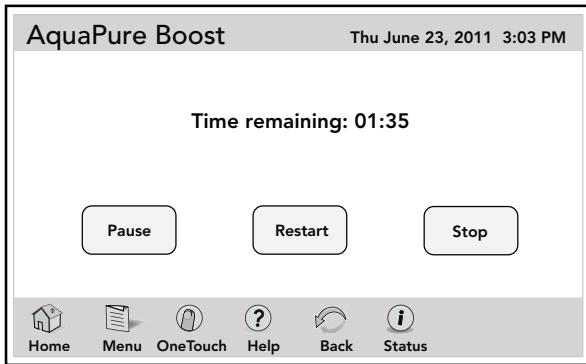 AquaPure Boost Thu June 23, 2011 3:03 PM
Time remaining: 01:35
Pause Restart Stop
Home Menu OneTouch Help Back Status